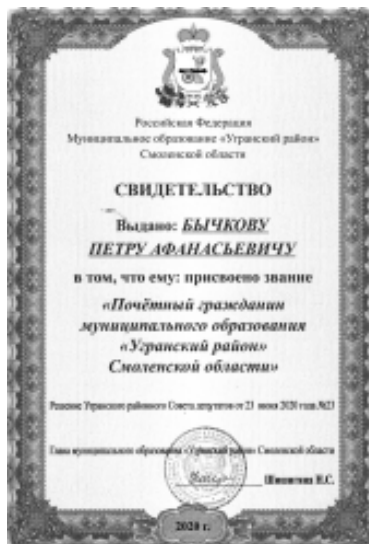 Российская Федерация
Муниципальное образование «Угранский район»
Смоленской области
СВИДЕТЕЛЬСТВО
Выдано: БЫЧКОВУ
ПЕТРУ АФАНАСЬЕВИЧУ
в том, что ему: присвоено звание
«Почётный гражданин
муниципального образования
«Угранский район»
Смоленской области»
Решение Угранского районного Совета депутатов от 23 июня 2020 года №23
Глава муниципального образования «Угранский район» Смоленской области
Н.С.
2020 г.